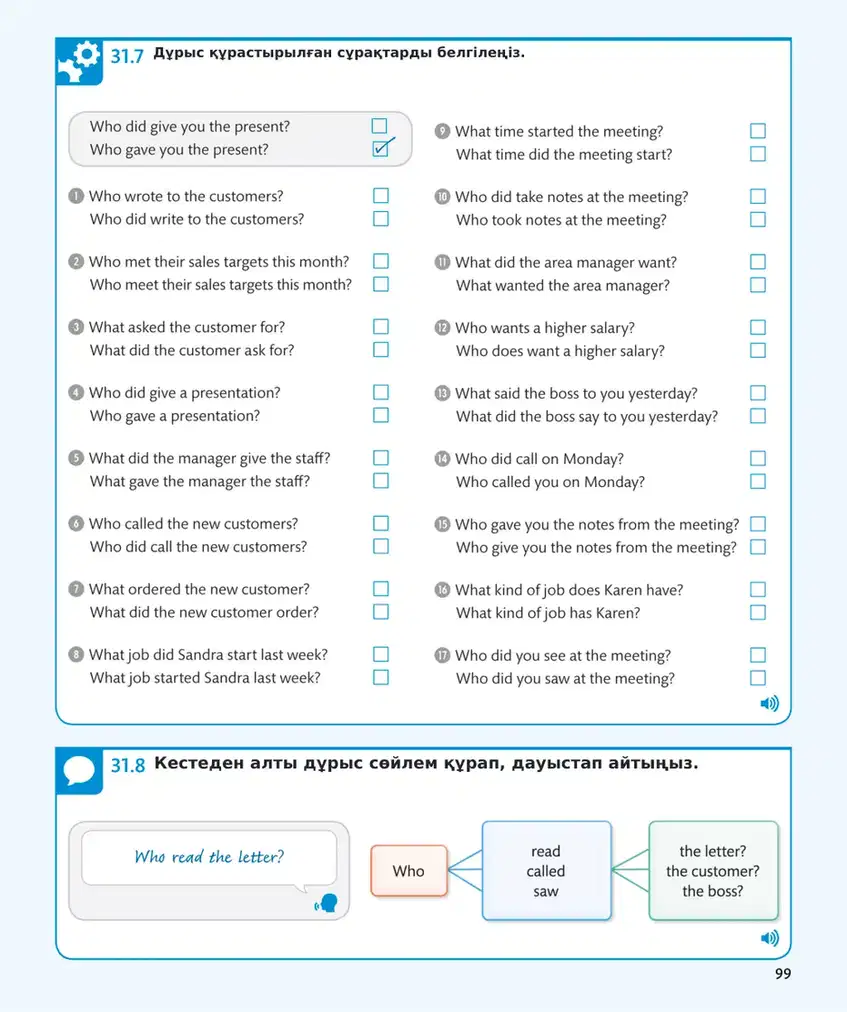 31.7 Дұрыс құрастырылған сұрақтарды белгілеңіз.
Who did give you the present?
Who gave you the present?
1 Who wrote to the customers?
Who did write to the customers?
2 Who met their sales targets this month?
Who meet their sales targets this month?
3 What asked the customer for?
What did the customer ask for?
4 Who did give a presentation?
Who gave a presentation?
5 What did the manager give the staff?
What gave the manager the staff?
6 Who called the new customers?
Who did call the new customers?
7 What ordered the new customer?
What did the new customer order?
8 What job did Sandra start last week?
What job started Sandra last week?
9 What time started the meeting?
What time did the meeting start?
10 Who did take notes at the meeting?
Who took notes at the meeting?
11 What did the area manager want?
What wanted the area manager?
12 Who wants a higher salary?
Who does want a higher salary?
13 What said the boss to you yesterday?
What did the boss say to you yesterday?
14 Who did call on Monday?
Who called you on Monday?
15 Who gave you the notes from the meeting?
Who give you the notes from the meeting?
16 What kind of job does Karen have?
What kind of job has Karen?
17 Who did you see at the meeting?
Who did you saw at the meeting?
31.8 Кестеден алты дұрыс сөйлем құрап, дауыстап айтыңыз.
Who read the letter?
Who
read
called
saw
the letter?
the customer?
the boss?
99